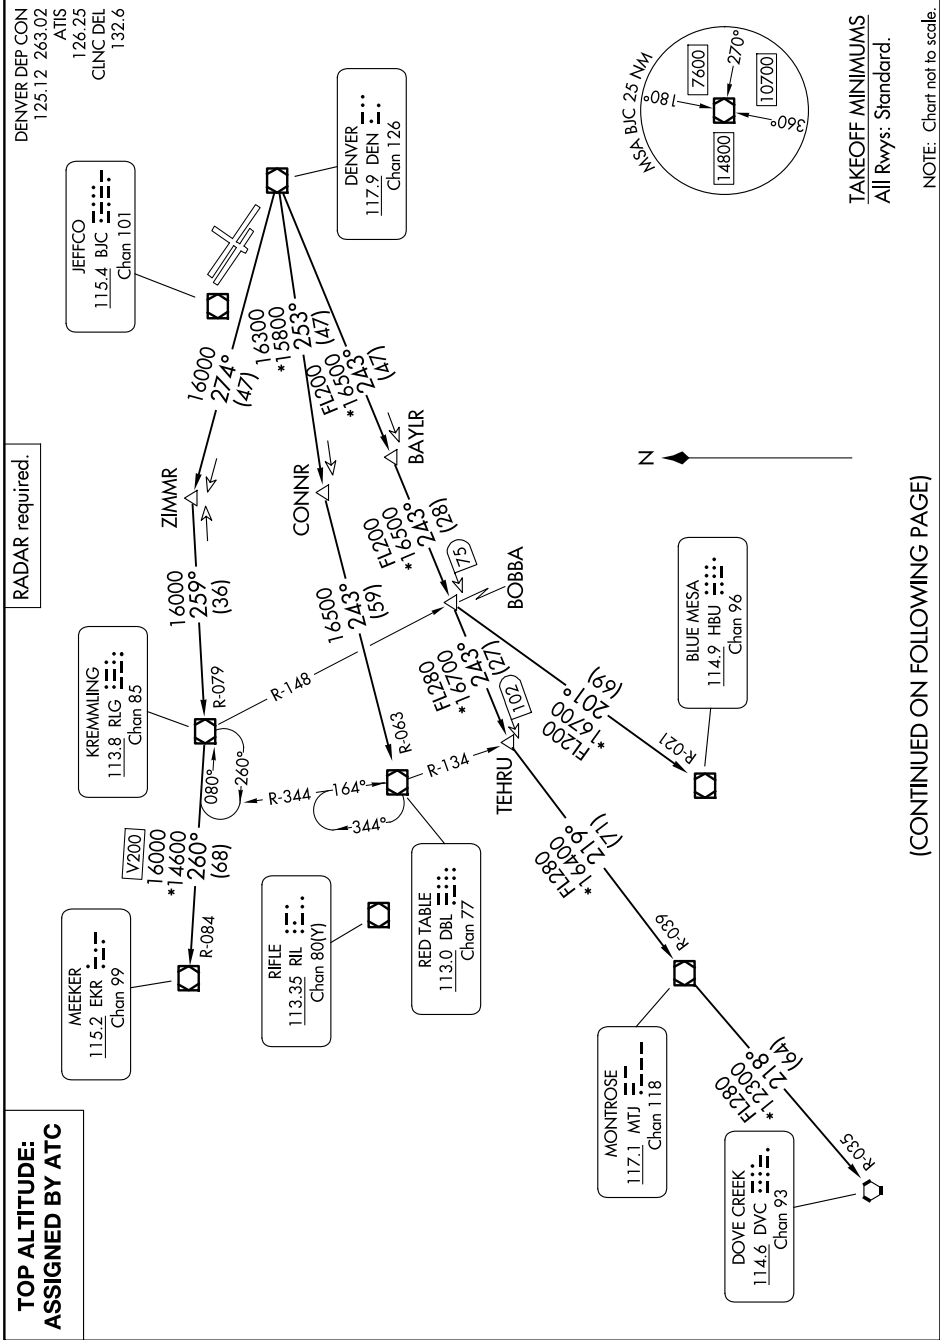 TOP ALTITUDE:
ASSIGNED BY ATC
RADAR required.
DENVER DEP CON
125.12 263.02
ATIS
126.25
CLNC DEL
132.6
JEFFCO
115.4 BJC
Chan 101
DENVER
117.9 DEN
Chan 126
KREMMLING
113.8 RLG
Chan 85
MEEKER
115.2 EKR
Chan 99
RIFLE
113.35 RIL
Chan 80(Y)
RED TABLE
113.0 DBL
Chan 77
BLUE MESA
114.9 HBU
Chan 96
MONTROSE
117.1 MTJ
Chan 118
DOVE CREEK
114.6 DVC
Chan 93
V200
16000
*14600
260°
(68)
R-084
080°
260°
R-079
16000
259°
(36)
ZIMMR
16000
274°
(47)
16300
*15800
253°
(47)
CONNR
16500
243°
(59)
R-063
R-344
164°
344°
R-148
R-134
FL200
*16500
243°
(47)
BAYLR
FL200
*16500
243°
(28)
75
BOBBA
FL280
*16700
243°
(27)
102
TEHRU
FL200
*16700
201°
(69)
R-021
FL280
*16400
219°
(71)
R-039
FL280
*12300
218°
(64)
R-035
N
MSA BJC 25 NM
180°
7600
270°
10700
360°
14800
TAKEOFF MINIMUMS
All Rwys: Standard.
NOTE: Chart not to scale.
(CONTINUED ON FOLLOWING PAGE)